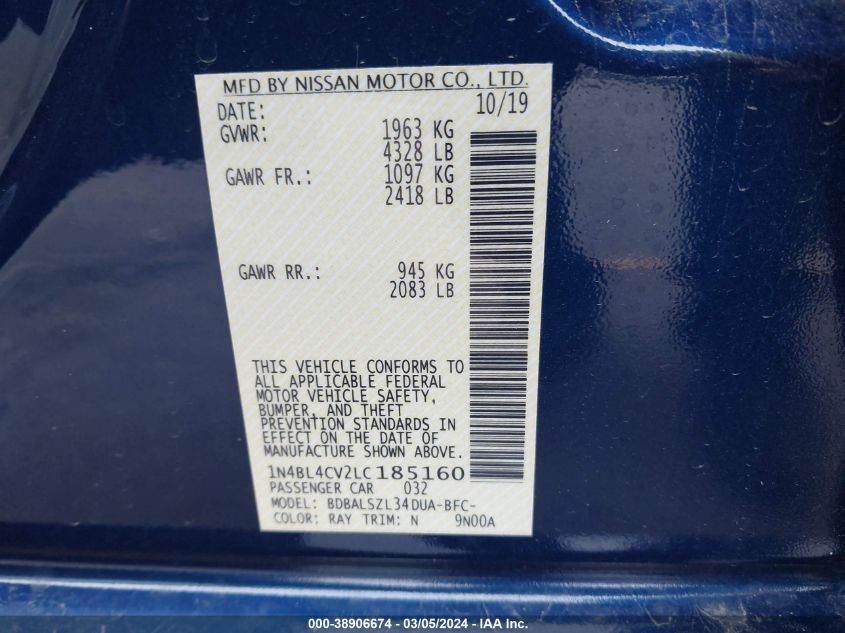 MFD BY NISSAN MOTOR CO., LTD.
DATE: 10/19
GVWR: 1963 KG
4328 LB
GAWR FR.: 1097 KG
2418 LB
GAWR RR.: 945 KG
2083 LB
THIS VEHICLE CONFORMS TO
ALL APPLICABLE FEDERAL
MOTOR VEHICLE SAFETY,
BUMPER, AND THEFT
PREVENTION STANDARDS IN
EFFECT ON THE DATE OF
MANUFACTURE SHOWN ABOVE.
1N4BL4CV2LC185160
PASSENGER CAR 032
MODEL: BDBALSZL34DUA-BFC-
COLOR: RAY TRIM: N 9N00A
000-38906674 - 03/05/2024 - IAA Inc.